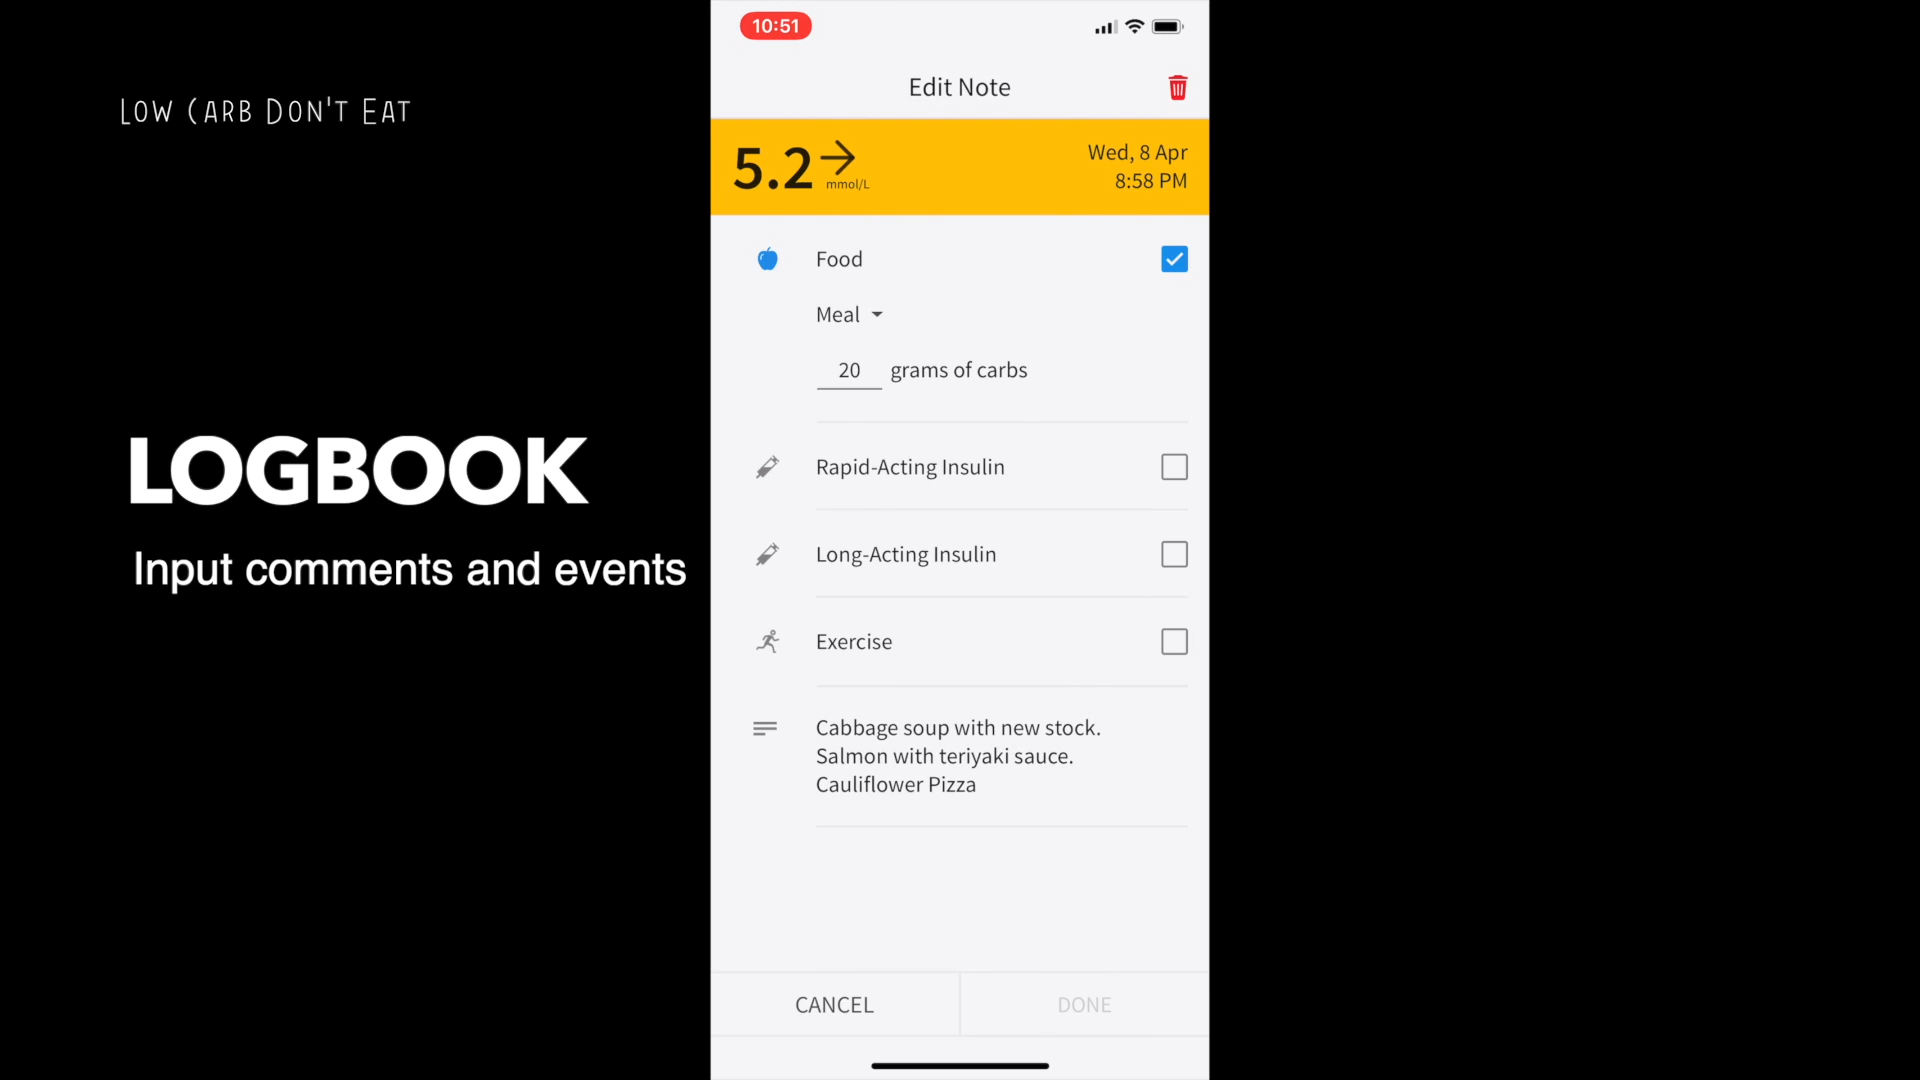 Low Carb Don't Eat
LOGBOOK
Input comments and events
10:51
Edit Note
5.2
mmol/L
Wed, 8 Apr
8:58 PM
Food
Meal
20 grams of carbs
Rapid-Acting Insulin
Long-Acting Insulin
Exercise
Cabbage soup with new stock.
Salmon with teriyaki sauce.
Cauliflower Pizza
CANCEL
DONE